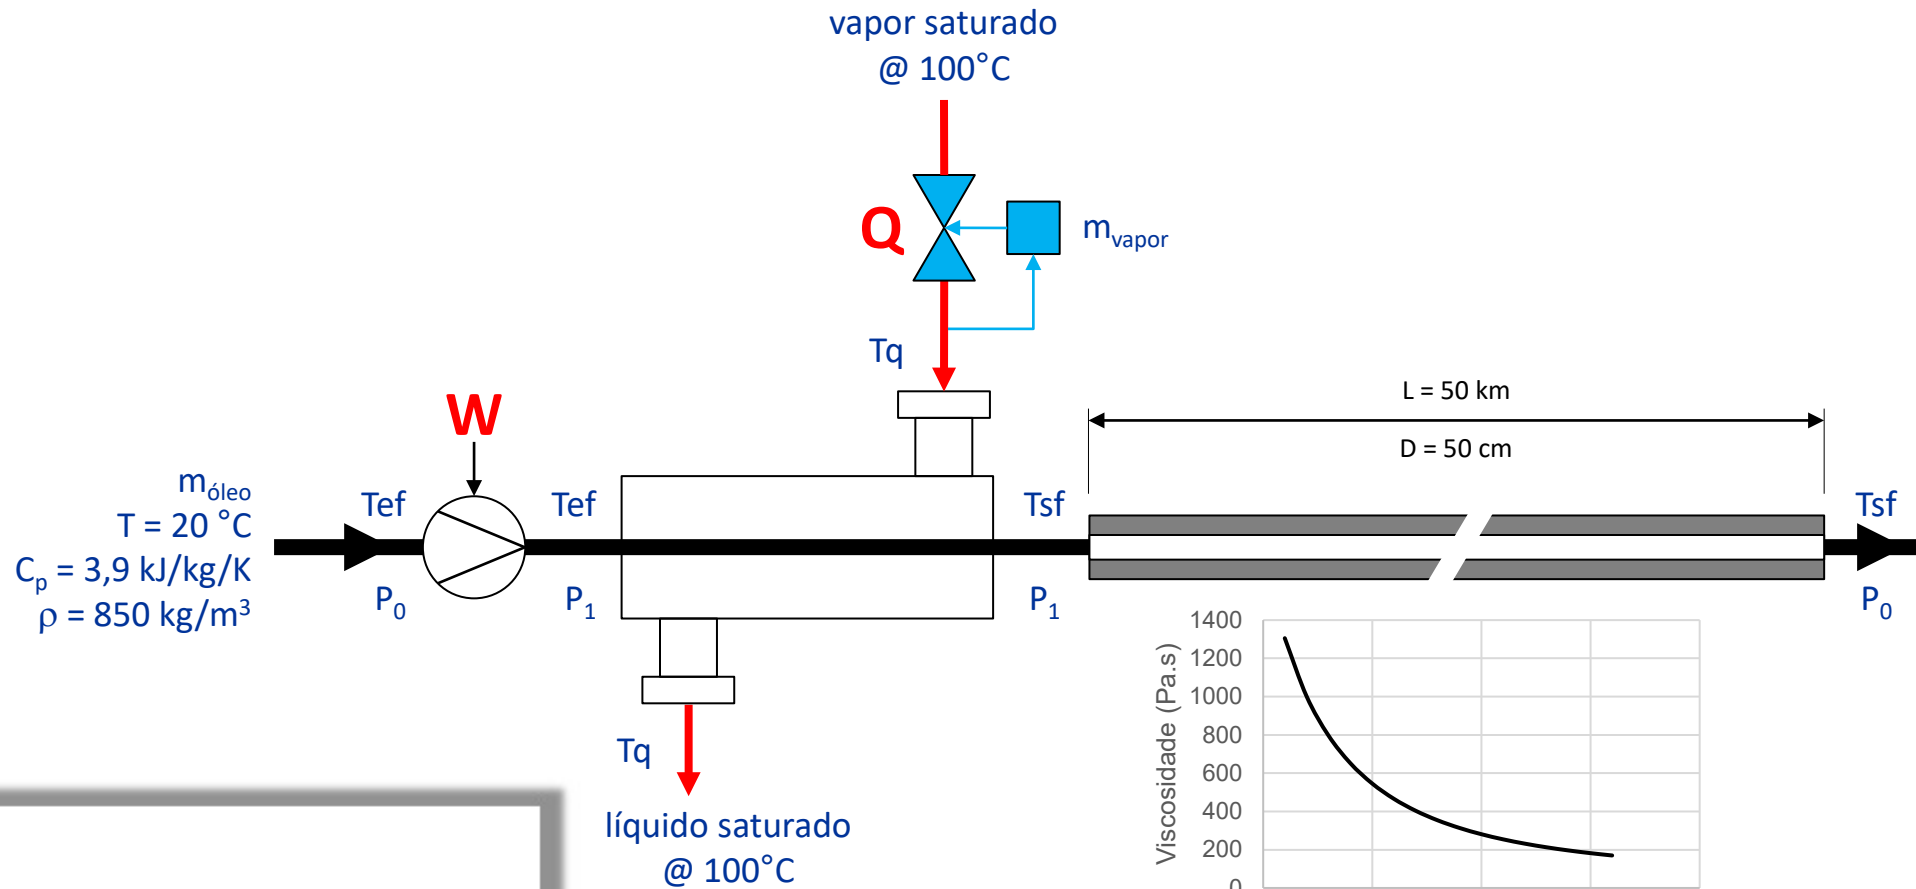 vapor saturado
@ 100°C
Q
m_vapor
Tq
L = 50 km
D = 50 cm
W
m_óleo
T = 20 °C
C_p = 3,9 kJ/kg/K
ρ = 850 kg/m³
Tef
P_0
Tef
P_1
Tsf
P_1
Tsf
P_0
Tq
líquido saturado
@ 100°C
Viscosidade (Pa.s)
1400
1200
1000
800
600
400
200
0